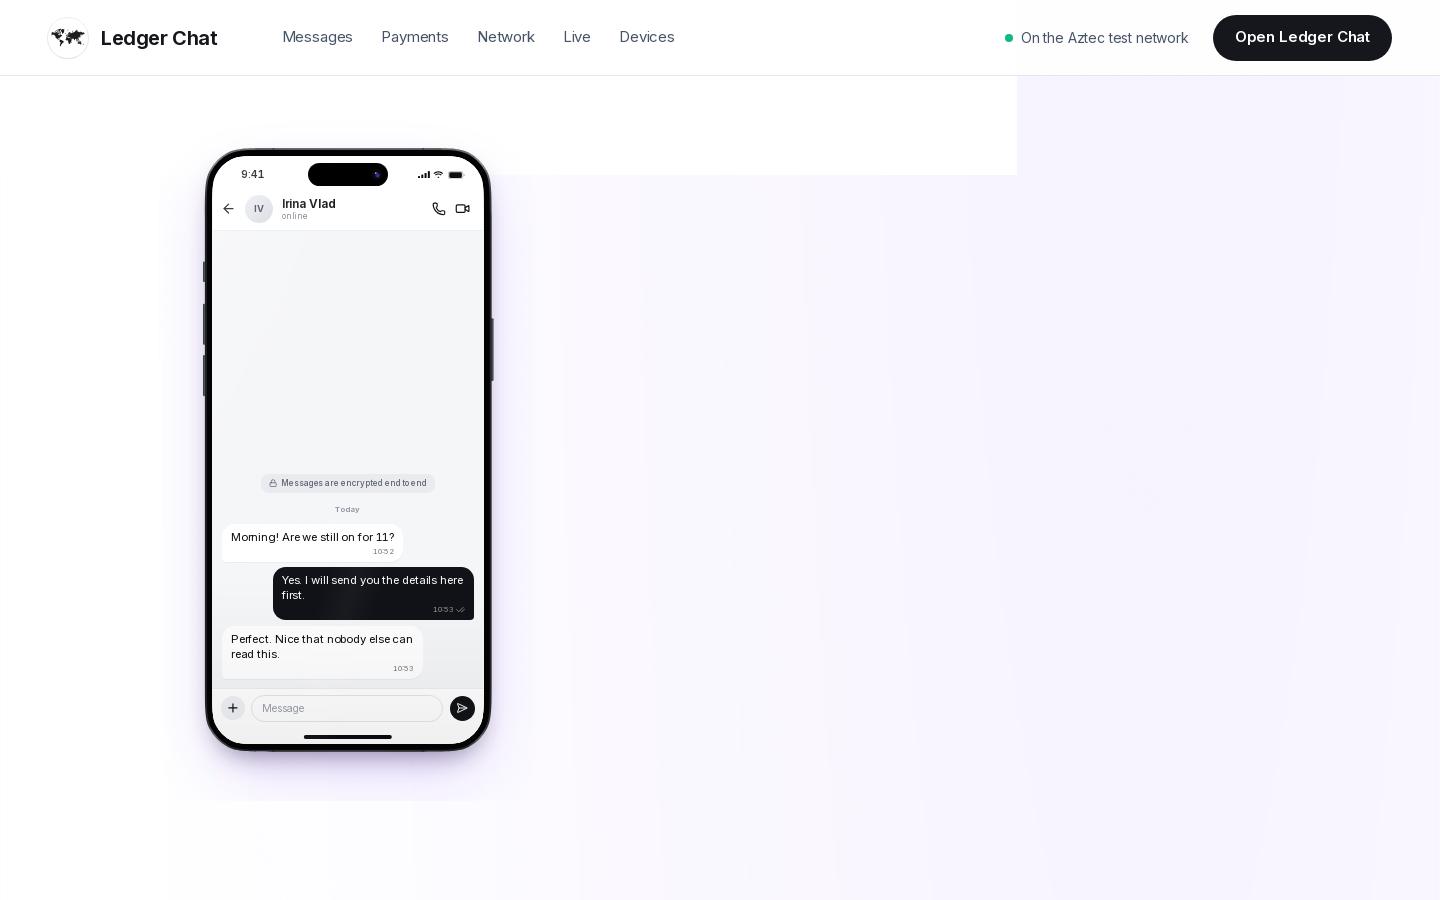 Ledger Chat
Messages
Payments
Network
Live
Devices
On the Aztec test network
Open Ledger Chat
9:41
IV
Irina Vlad
online
Messages are encrypted end to end
Today
Morning! Are we still on for 11?
10:52
Yes. I will send you the details here
first.
10:53
Perfect. Nice that nobody else can
read this.
10:53
Message